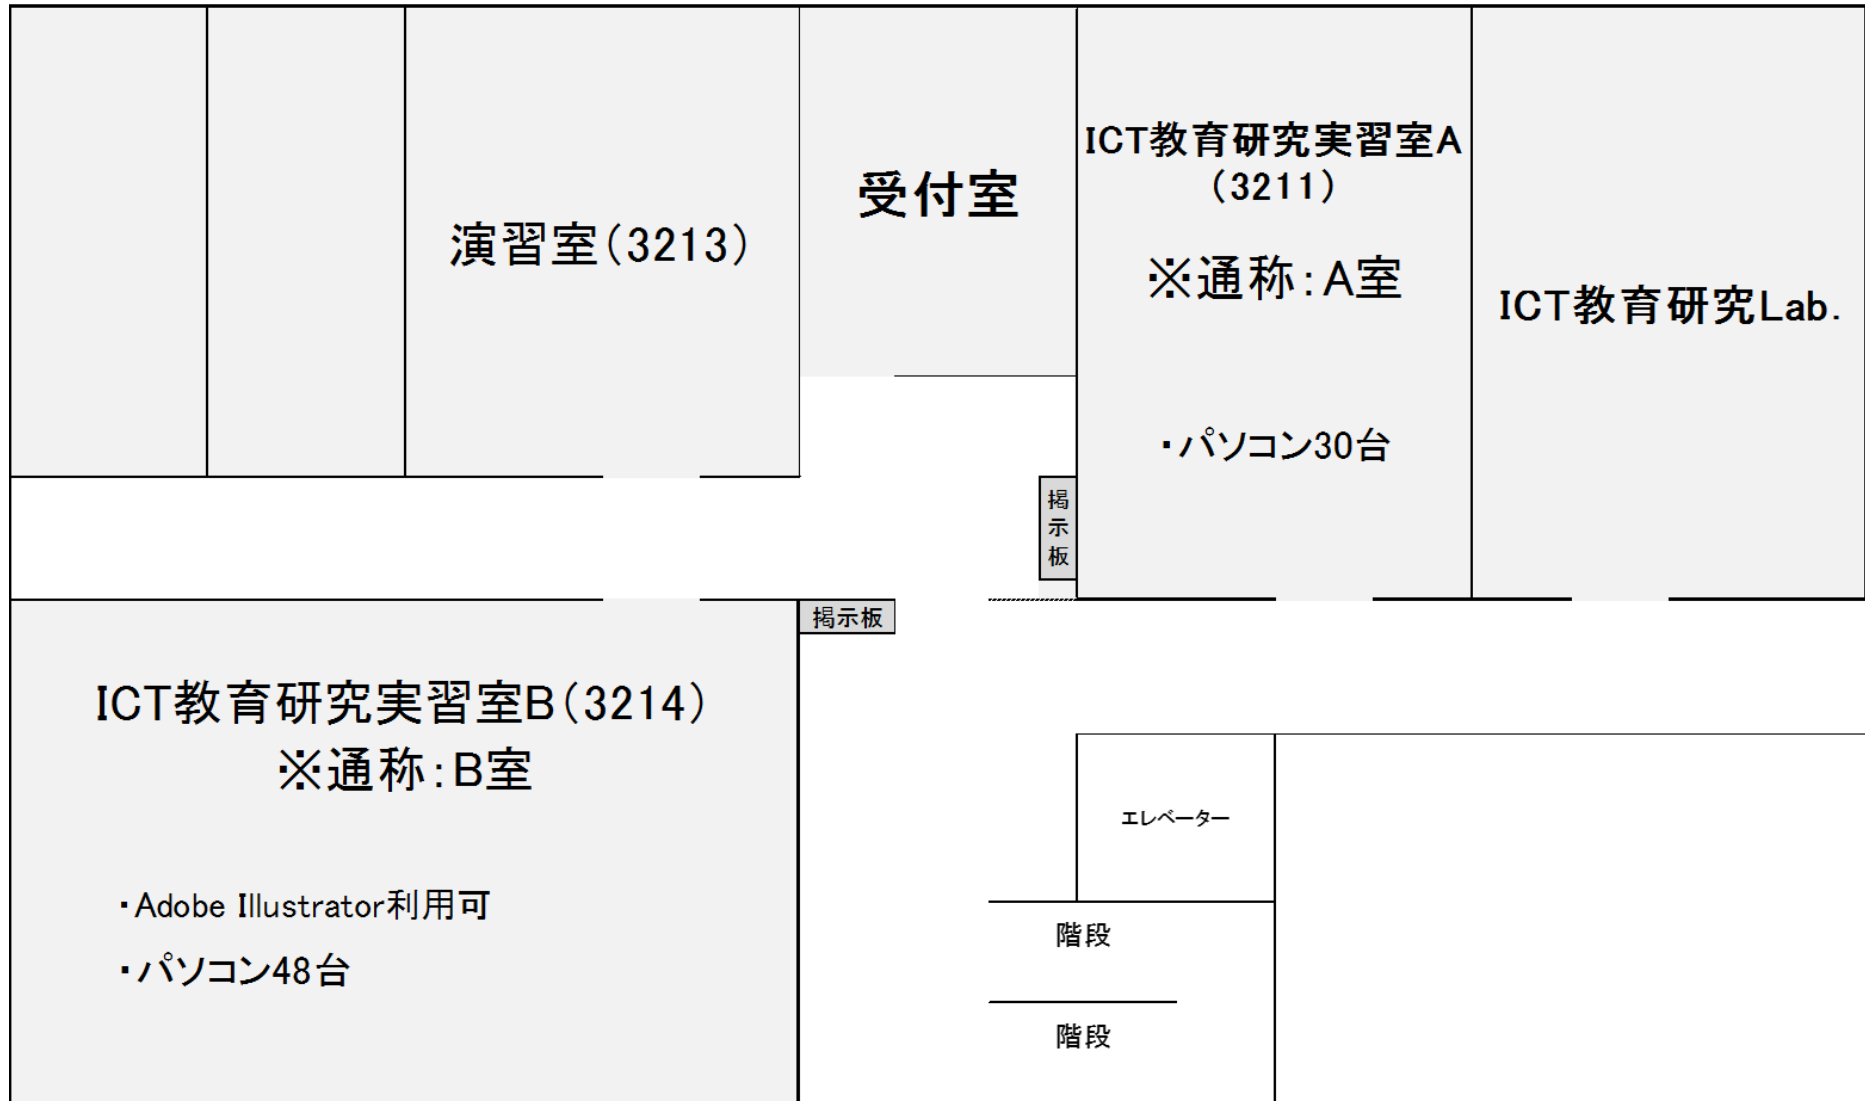 演習室(3213)
受付室
ICT教育研究実習室A
(3211)
※通称:A室
・パソコン30台
ICT教育研究Lab.
掲示板
掲示板
ICT教育研究実習室B(3214)
※通称:B室
・Adobe Illustrator利用可
・パソコン48台
エレベーター
階段
階段